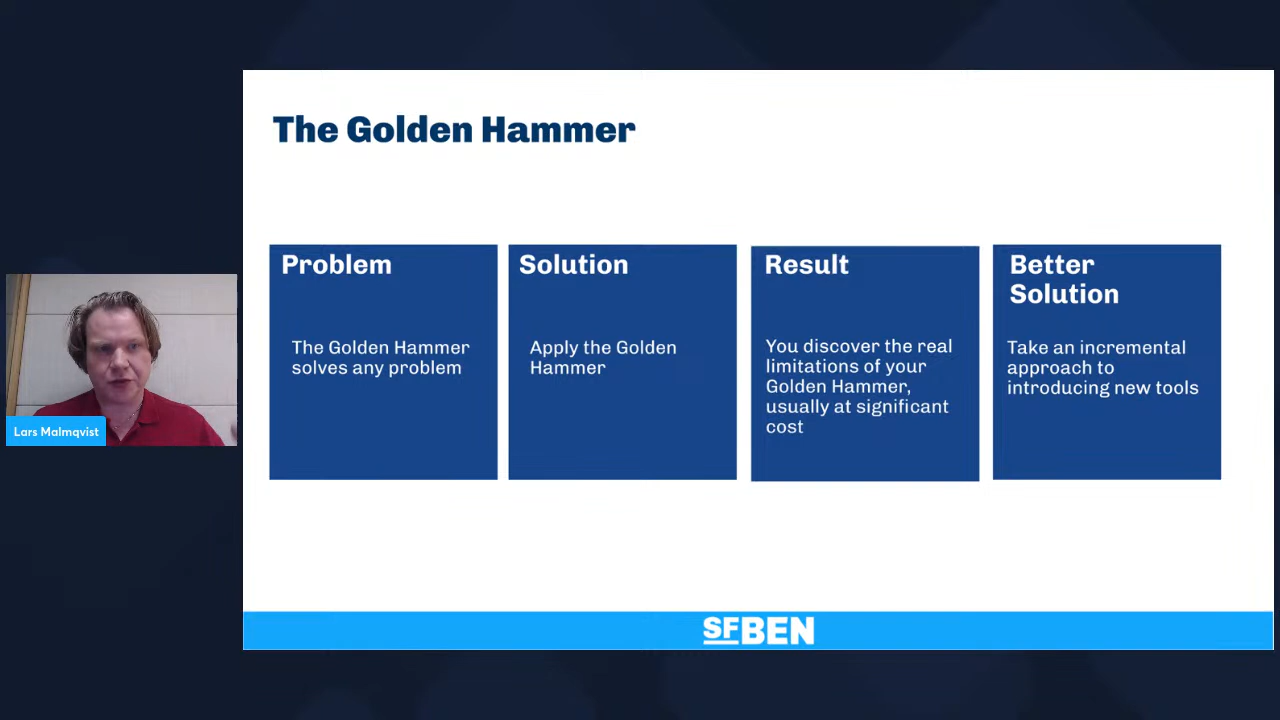 The Golden Hammer
Problem
The Golden Hammer
solves any problem
Solution
Apply the Golden
Hammer
Result
You discover the real
limitations of your
Golden Hammer,
usually at significant
cost
Better
Solution
Take an incremental
approach to
introducing new tools
Lars Malmqvist
SFBEN